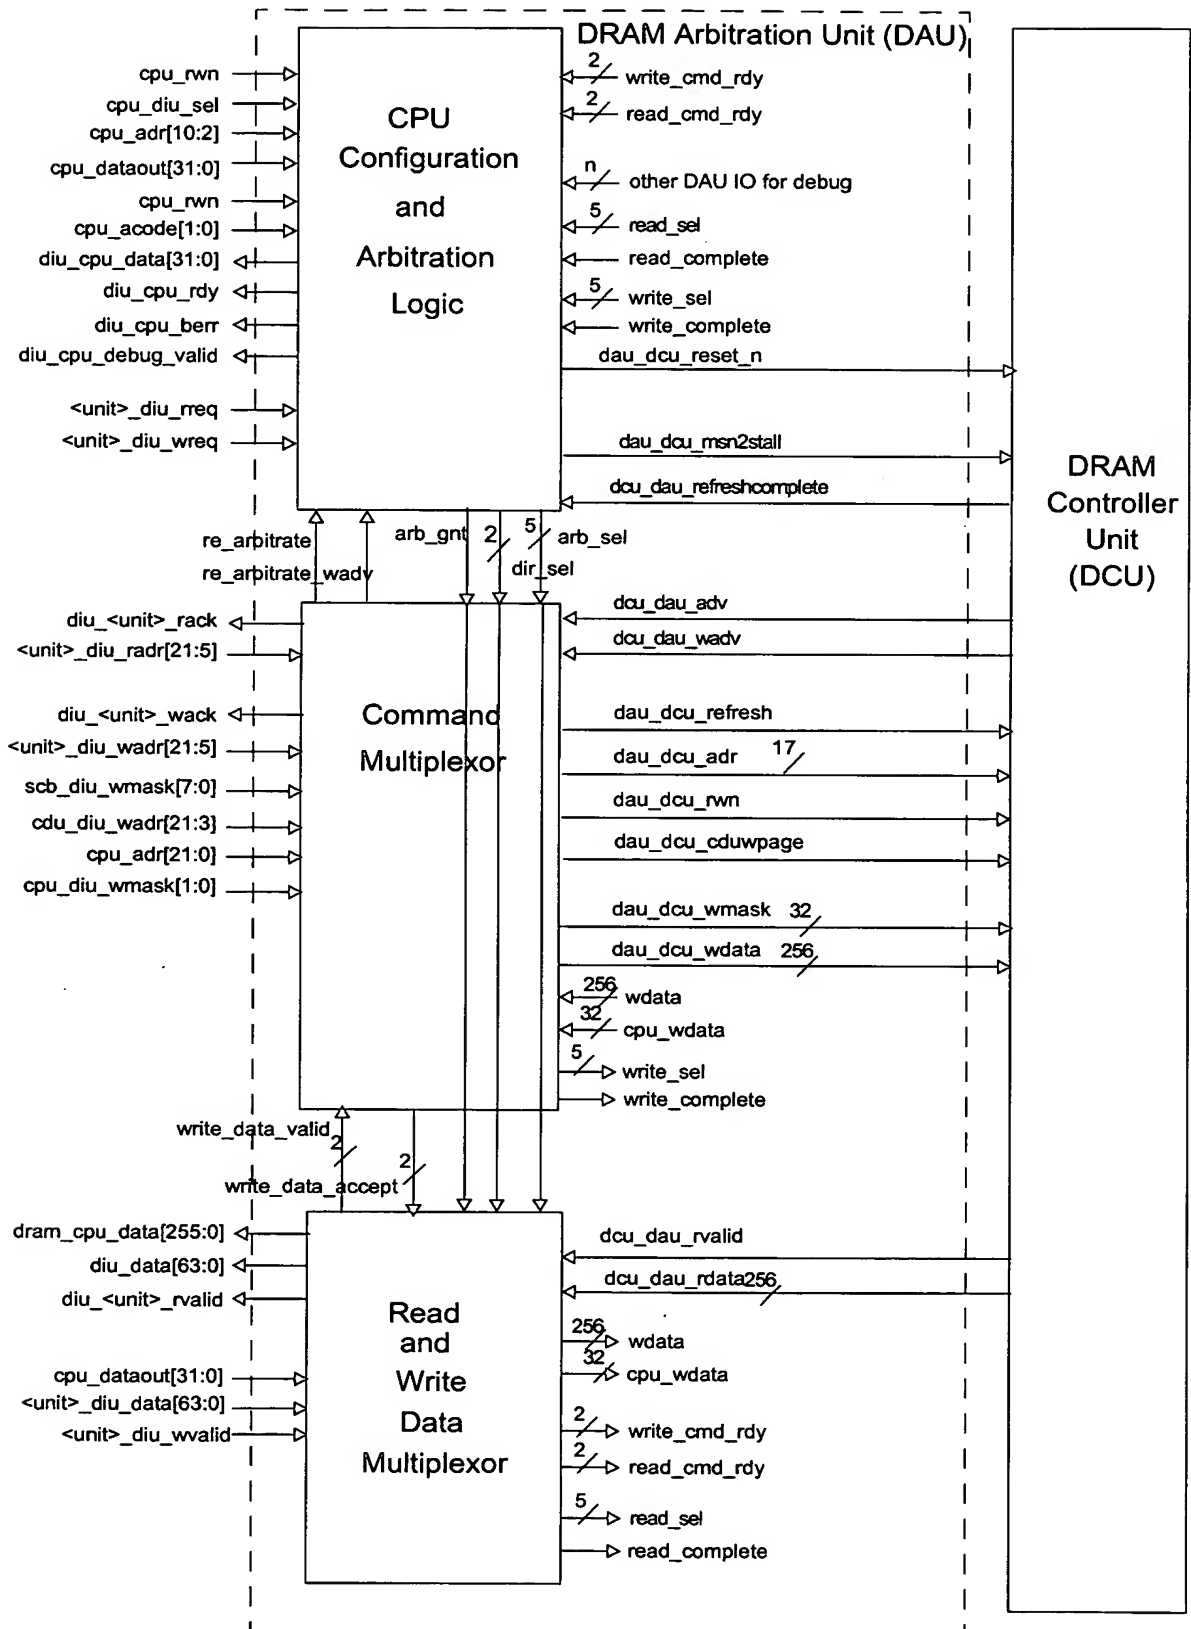 DRAM Arbitration Unit (DAU)
cpu_rwn
cpu_diu_sel
cpu_adr[10:2]
cpu_dataout[31:0]
cpu_rwn
cpu_acode[1:0]
diu_cpu_data[31:0]
diu_cpu_rdy
diu_cpu_berr
diu_cpu_debug_valid
<unit>_diu_rreq
<unit>_diu_wreq
CPU
Configuration
and
Arbitration
Logic
2
write_cmd_rdy
2
read_cmd_rdy
n
other DAU IO for debug
5
read_sel
read_complete
5
write_sel
write_complete
dau_dcu_reset_n
dau_dcu_msn2stall
dcu_dau_refreshcomplete
DRAM
Controller
Unit
(DCU)
re_arbitrate
re_arbitrate_wadv
arb_gnt
2
dir_sel
5
arb_sel
diu_<unit>_rack
<unit>_diu_radr[21:5]
diu_<unit>_wack
<unit>_diu_wadr[21:5]
scb_diu_wmask[7:0]
cdu_diu_wadr[21:3]
cpu_adr[21:0]
cpu_diu_wmask[1:0]
Command
Multiplexor
dcu_dau_adv
dcu_dau_wadv
dau_dcu_refresh
dau_dcu_adr 17
dau_dcu_rwn
dau_dcu_cduwpage
dau_dcu_wmask 32
dau_dcu_wdata 256
256
wdata
32
cpu_wdata
5
write_sel
write_complete
write_data_valid
2
write_data_accept
2
dram_cpu_data[255:0]
diu_data[63:0]
diu_<unit>_rvalid
cpu_dataout[31:0]
<unit>_diu_data[63:0]
<unit>_diu_wvalid
Read
and
Write
Data
Multiplexor
dcu_dau_rvalid
dcu_dau_rdata256
256
wdata
32
cpu_wdata
2
write_cmd_rdy
2
read_cmd_rdy
5
read_sel
read_complete